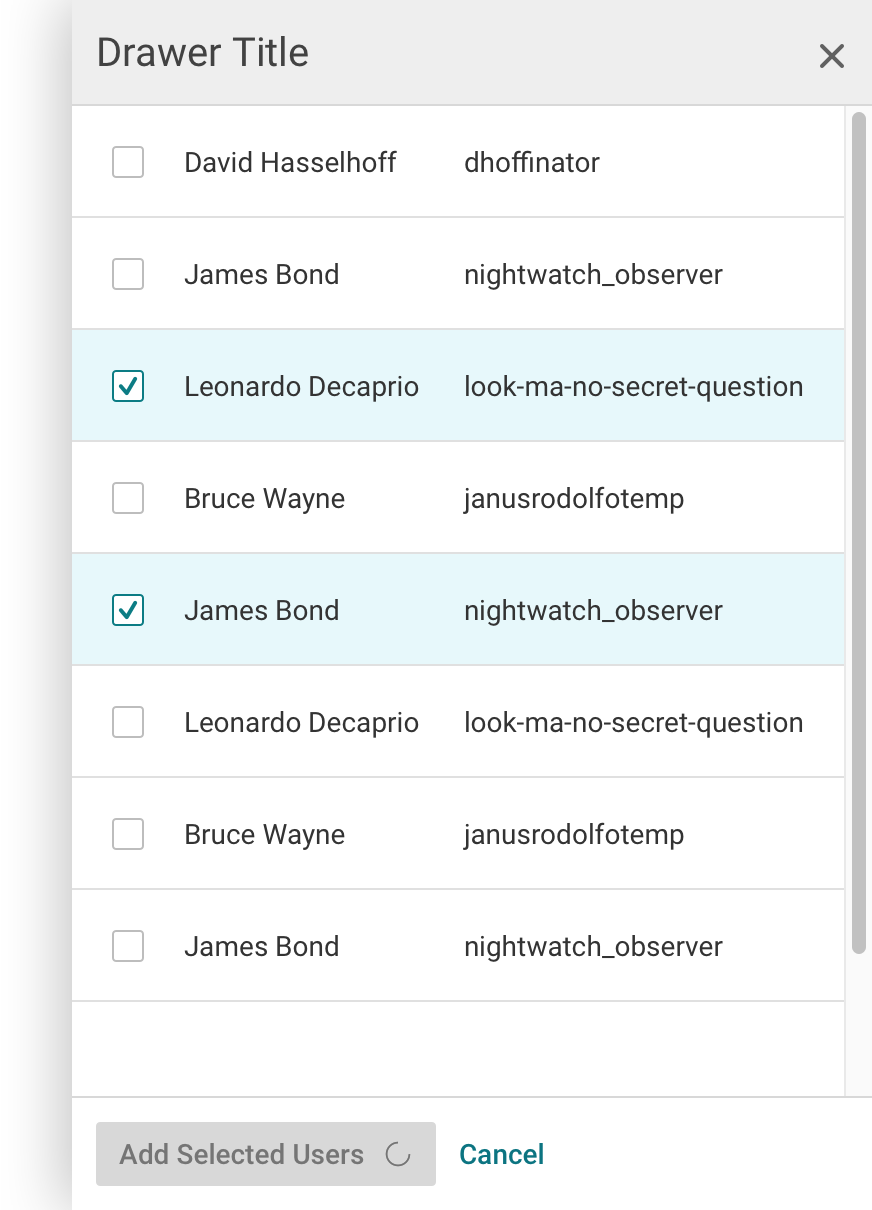 Drawer Title
David Hasselhoff dhoffinator
James Bond nightwatch_observer
Leonardo Decaprio look-ma-no-secret-question
Bruce Wayne janusrodolfotemp
James Bond nightwatch_observer
Leonardo Decaprio look-ma-no-secret-question
Bruce Wayne janusrodolfotemp
James Bond nightwatch_observer
Add Selected Users Cancel